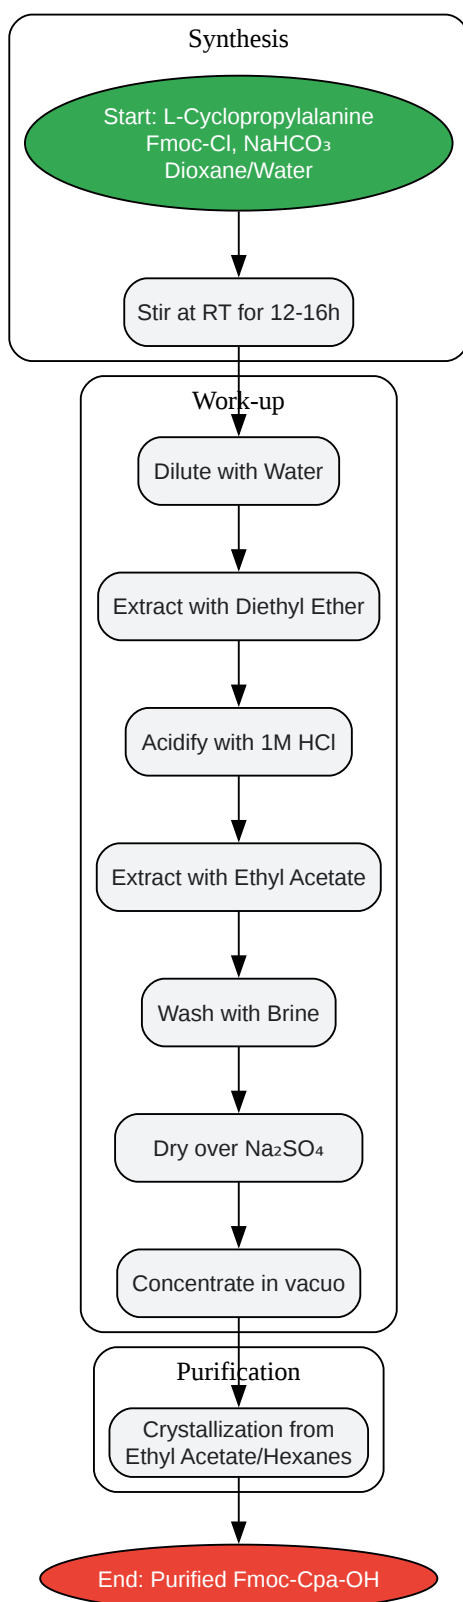 Synthesis
Start: L-Cyclopropylalanine
Fmoc-Cl, NaHCO₃
Dioxane/Water
Stir at RT for 12-16h
Work-up
Dilute with Water
Extract with Diethyl Ether
Acidify with 1M HCl
Extract with Ethyl Acetate
Wash with Brine
Dry over Na₂SO₄
Concentrate in vacuo
Purification
Crystallization from
Ethyl Acetate/Hexanes
End: Purified Fmoc-Cpa-OH